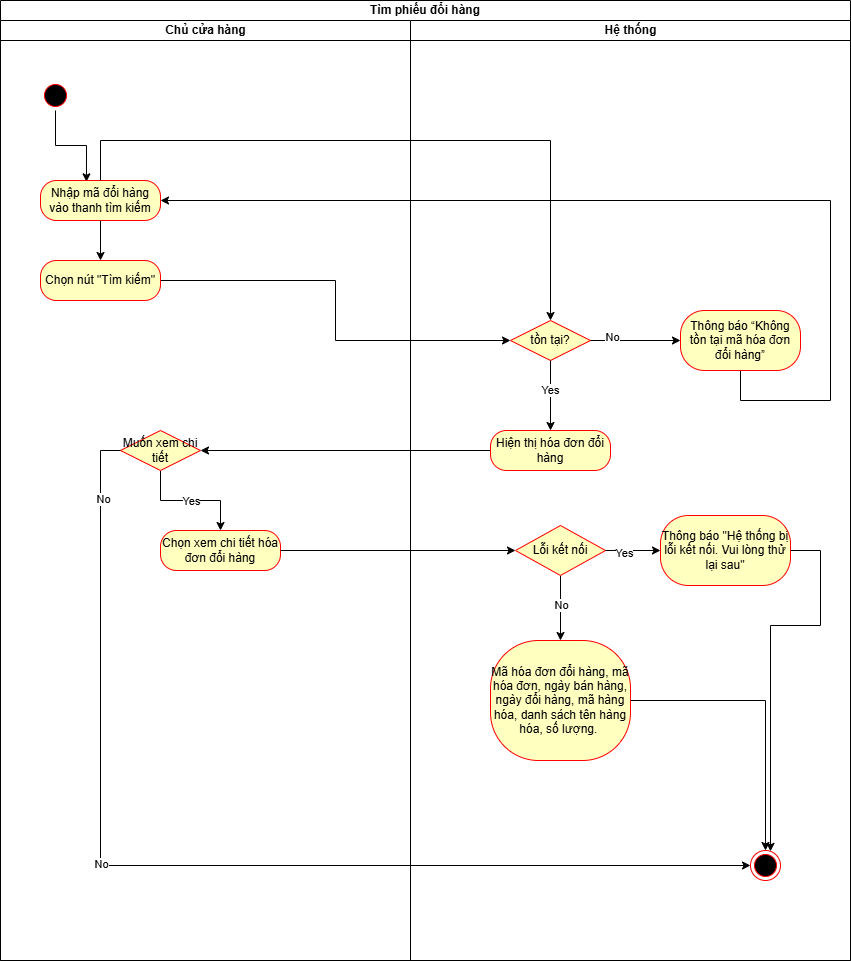 Tìm phiếu đổi hàng
Chủ cửa hàng
Hệ thống
Nhập mã đổi hàng
vào thanh tìm kiếm
Chọn nút "Tìm kiếm"
tồn tại?
No
Thông báo “Không
tồn tại mã hóa đơn
đổi hàng”
Yes
Hiện thị hóa đơn đổi
hàng
Muốn xem chi
tiết
No
Yes
Chọn xem chi tiết hóa
đơn đổi hàng
Lỗi kết nối
Yes
Thông báo "Hệ thống bị
lỗi kết nối. Vui lòng thử
lại sau"
No
Mã hóa đơn đổi hàng, mã
hóa đơn, ngày bán hàng,
ngày đổi hàng, mã hàng
hóa, danh sách tên hàng
hóa, số lượng.
No